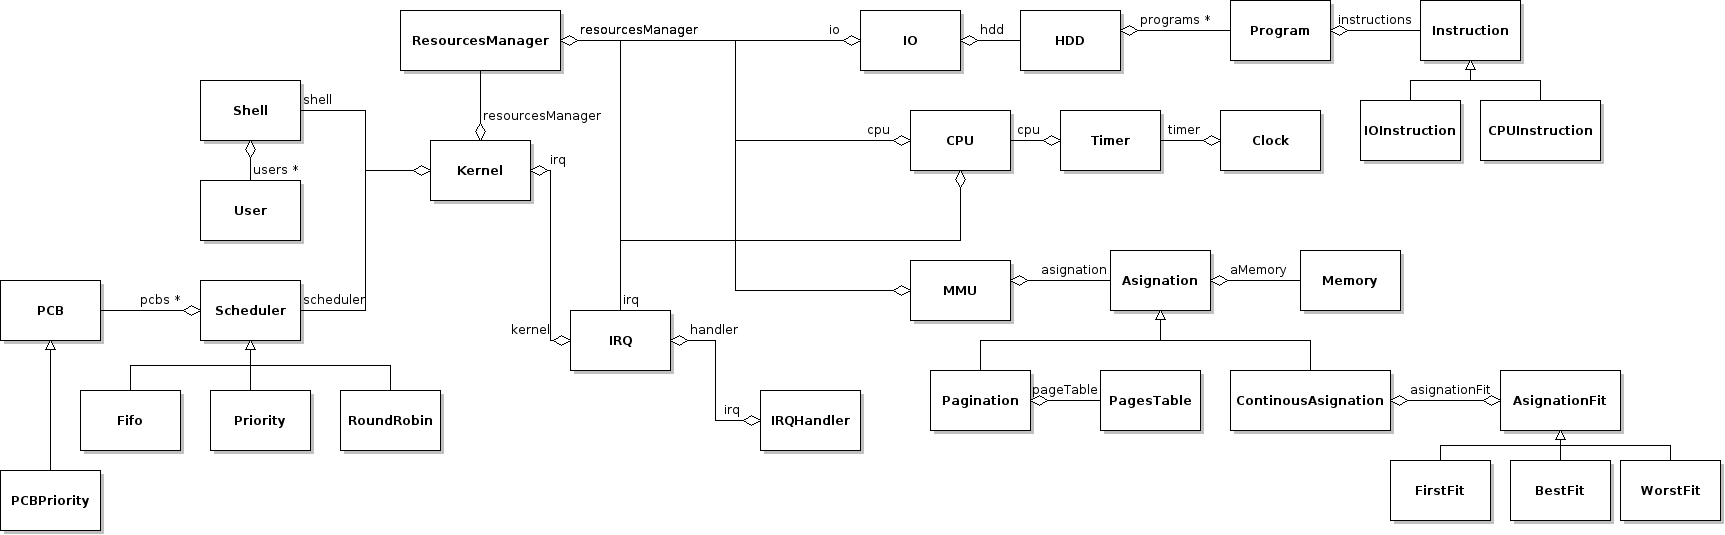 ResourcesManager
resourcesManager
io
IO
hdd
HDD
programs *
Program
instructions
Instruction
IOInstruction
CPUInstruction
Shell
shell
users *
User
resourcesManager
Kernel
irq
cpu
CPU
cpu
Timer
timer
Clock
PCB
pcbs *
Scheduler
scheduler
Fifo
Priority
RoundRobin
PCBPriority
irq
kernel
IRQ
handler
irq
IRQHandler
MMU
asignation
Asignation
aMemory
Memory
Pagination
pageTable
PagesTable
ContinousAsignation
asignationFit
AsignationFit
FirstFit
BestFit
WorstFit